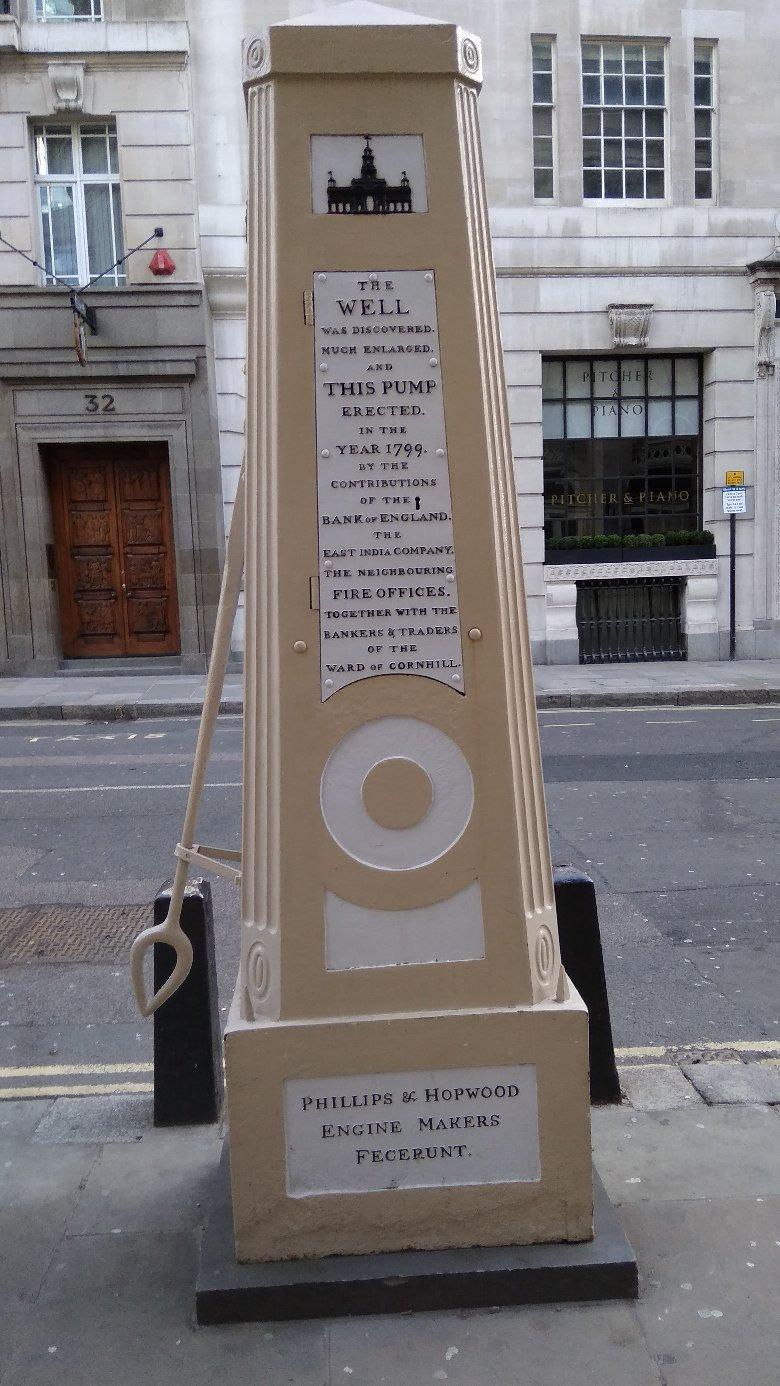 THE
WELL
WAS DISCOVERED.
MUCH ENLARGED.
AND
THIS PUMP
ERECTED.
IN THE
YEAR 1799.
BY THE
CONTRIBUTIONS
OF THE
BANK OF ENGLAND.
THE
EAST INDIA COMPANY.
THE NEIGHBOURING
FIRE OFFICES.
TOGETHER WITH THE
BANKERS & TRADERS
OF THE
WARD OF CORNHILL.
PHILLIPS & HOPWOOD
ENGINE MAKERS
FECERUNT.
32
PITCHER
&
PIANO
PITCHER & PIANO